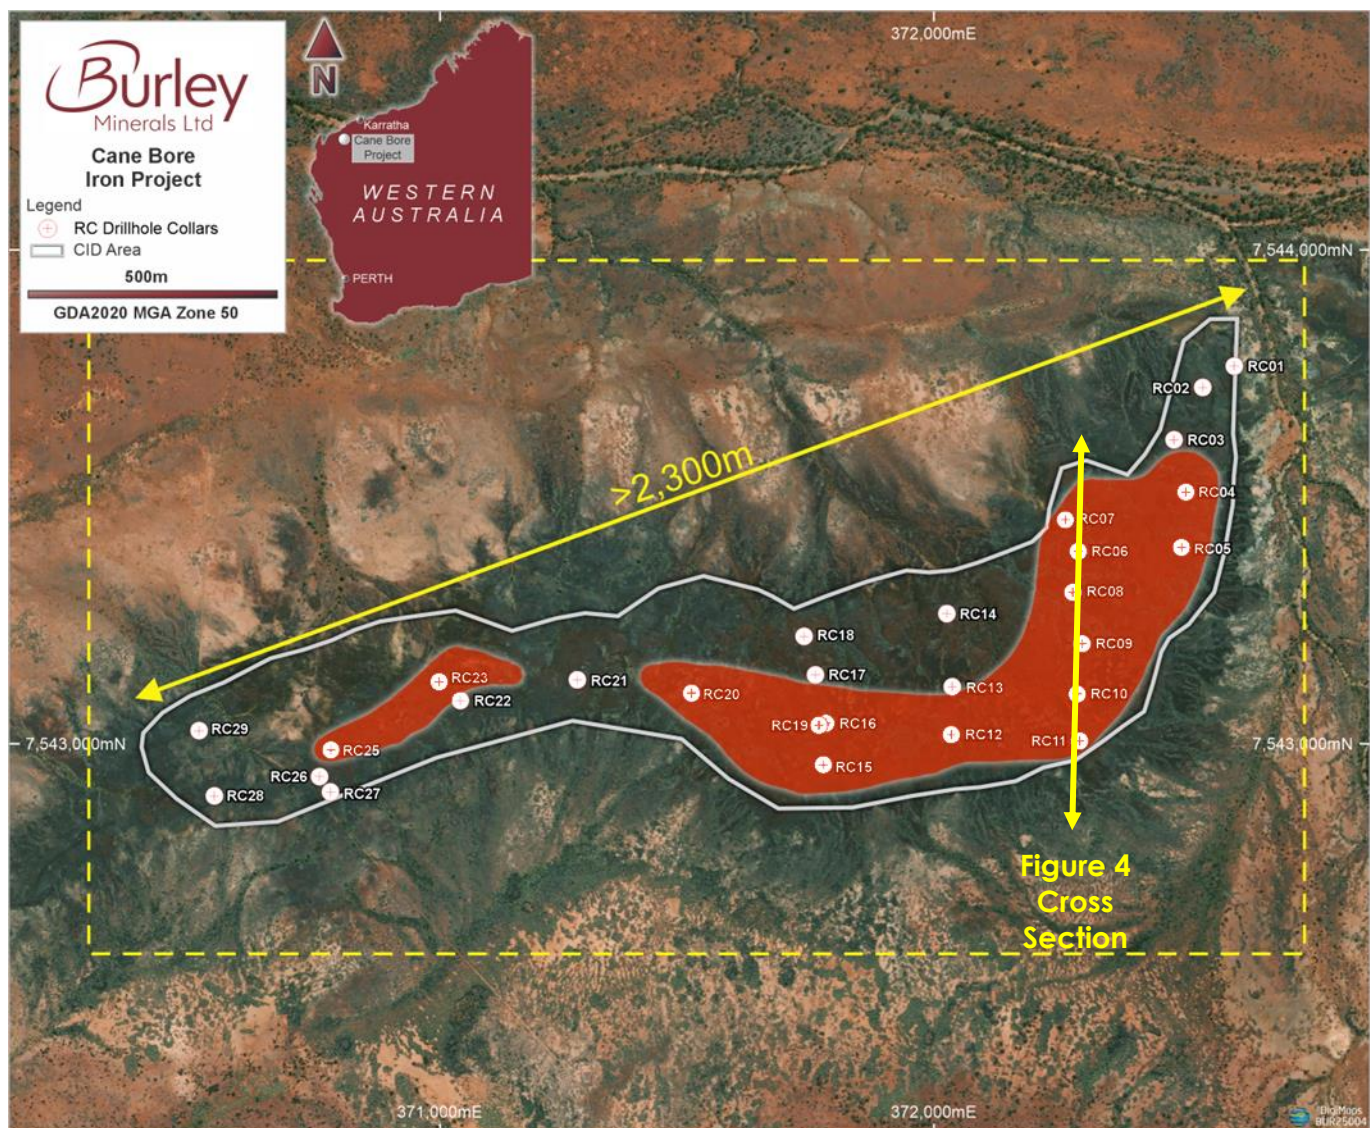 372,000mE
Burley
Minerals Ltd
Cane Bore
Iron Project
Legend
RC Drillhole Collars
CID Area
500m
GDA2020 MGA Zone 50
N
Karratha
Cane Bore
Project
WESTERN
AUSTRALIA
PERTH
7,544,000mN
>2,300m
RC01
RC02
RC03
RC04
RC07
RC05
RC06
RC08
RC14
RC18
RC09
RC17
RC21
RC23
RC13
RC20
RC10
RC22
RC19
RC16
RC29
RC12
RC11
7,543,000mN
7,543,000mN
RC25
RC15
RC26
RC27
RC28
Figure 4
Cross
Section
371,000mE
372,000mE
Dig Maps
BUR25004